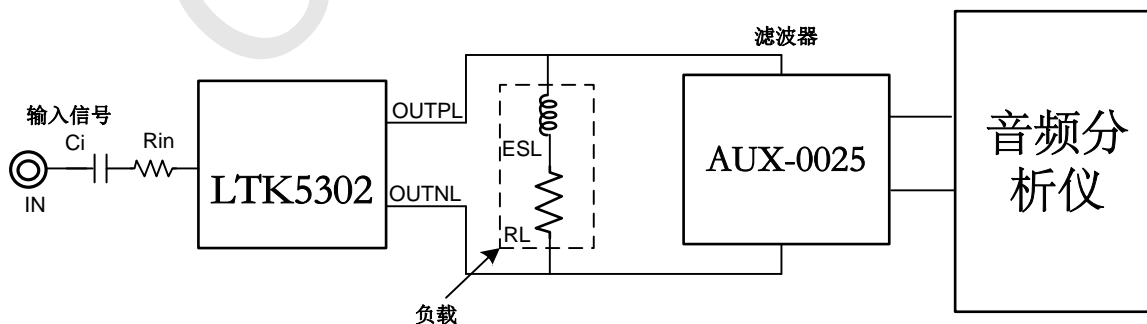 滤波器
输入信号
Ci
Rin
IN
LTK5302
OUTPL
OUTNL
ESL
RL
负载
AUX-0025
音频分
析仪